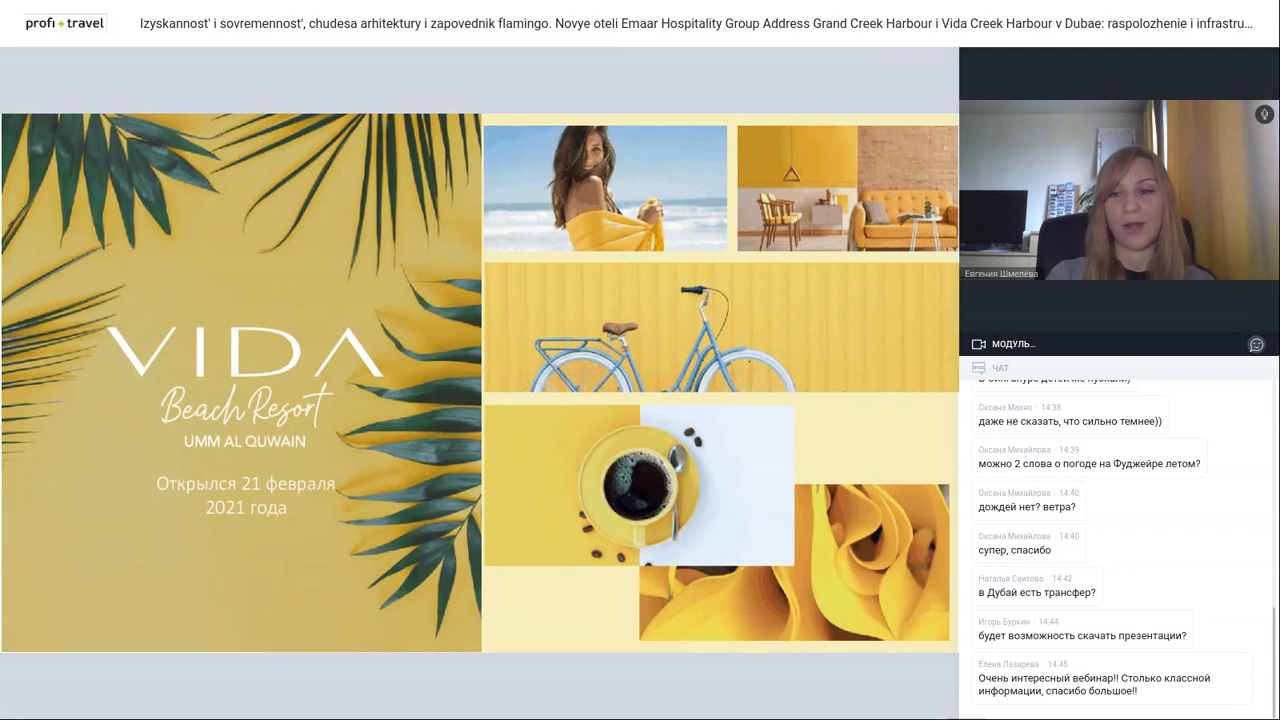 profi + travel
Izyskannost' i sovremennost', chudesa arhitektury i zapovednik flamingo. Novye oteli Emaar Hospitality Group Address Grand Creek Harbour i Vida Creek Harbour v Dubae: raspolozhenie i infrastru...
VIDA
Beach Resort
UMM AL QUWAIN
Открылся 21 февраля
2021 года
Евгения Шмелёва
МОДУЛЬ...
ЧАТ
Оксана Махно 14:38
даже не сказать, что сильно темнее))
Оксана Михайлова 14:39
можно 2 слова о погоде на Фуджейре летом?
Оксана Михайлова 14:40
дождей нет? ветра?
Оксана Михайлова 14:40
супер, спасибо
Наталья Саитова 14:42
в Дубай есть трансфер?
Игорь Буркин 14:44
будет возможность скачать презентации?
Елена Лазарева 14:45
Очень интересный вебинар!! Столько классной
информации, спасибо большое!!